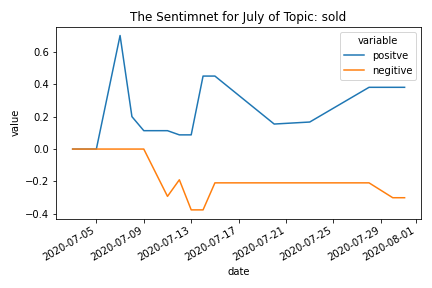 The Sentimnet for July of Topic: sold
variable
positve
negitive
value
0.6
0.4
0.2
0.0
−0.2
−0.4
2020-07-05
2020-07-09
2020-07-13
2020-07-17
2020-07-21
2020-07-25
2020-07-29
2020-08-01
date